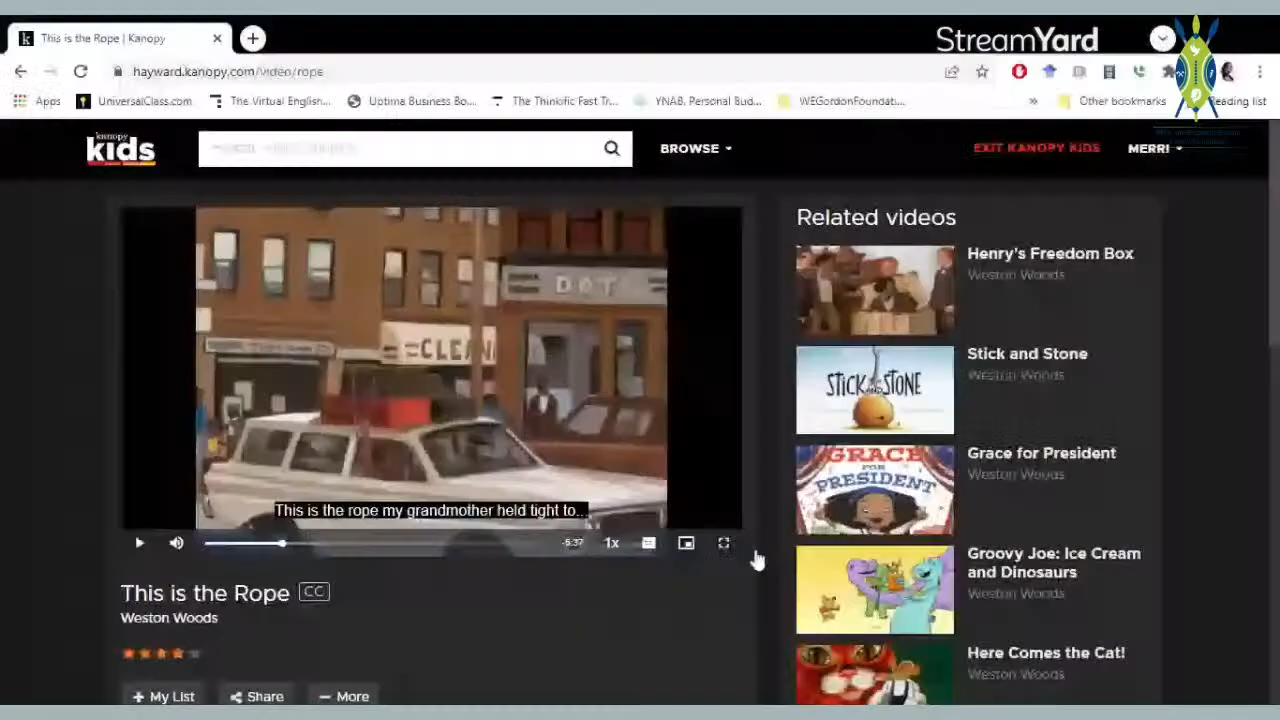 StreamYard
This is the Rope | Kanopy
hayward.kanopy.com/video/rope
Apps
UniversalClass.com
The Virtual English...
Uptima Business Bo...
The Thinkific Fast Tr...
YNAB. Personal Bud...
WEGordonFoundati...
»
Other bookmarks
Reading list
kanopy
kids
BROWSE
EXIT KANOPY KIDS
MERRI
DOT
CLEAN
This is the rope my grandmother held tight to...
-6:37
1x
This is the Rope CC
Weston Woods
+ My List
Share
— More
Related videos
Henry's Freedom Box
Weston Woods
STICK AND STONE
Stick and Stone
Weston Woods
GRACE
FOR
PRESIDENT
Grace for President
Weston Woods
Groovy Joe: Ice Cream
and Dinosaurs
Weston Woods
Here Comes the Cat!
Weston Woods